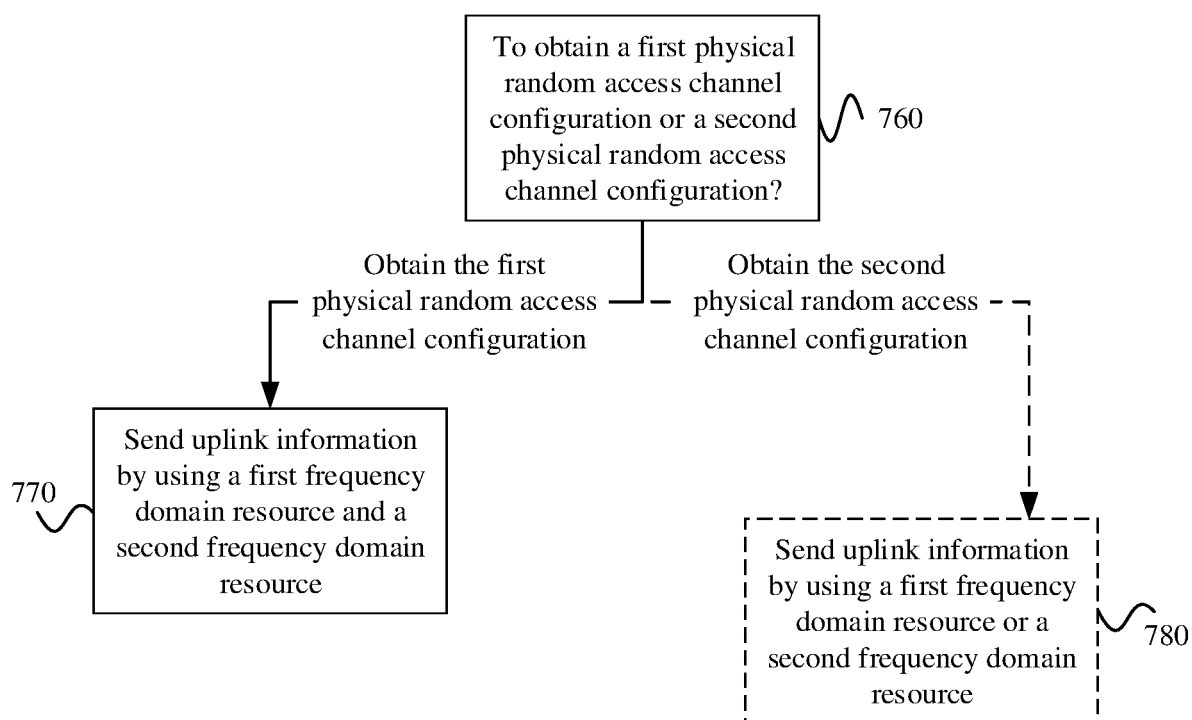 To obtain a first physical
random access channel
configuration or a second
physical random access
channel configuration?
760
Obtain the first
physical random access
channel configuration
Obtain the second
physical random access
channel configuration
770
Send uplink information
by using a first frequency
domain resource and a
second frequency domain
resource
Send uplink information
by using a first frequency
domain resource or a
second frequency domain
resource
780